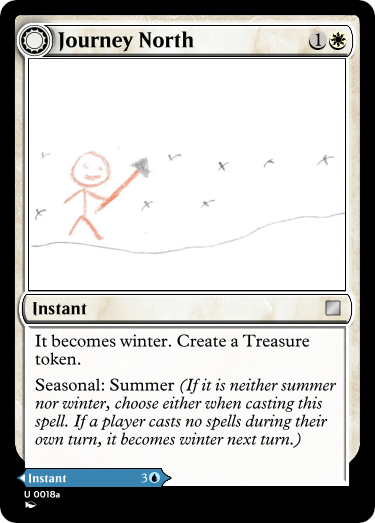 Journey North 1
Instant
It becomes winter. Create a Treasure
token.
Seasonal: Summer (If it is neither summer
nor winter, choose either when casting this
spell. If a player casts no spells during their
own turn, it becomes winter next turn.)
Instant 3
U 0018a